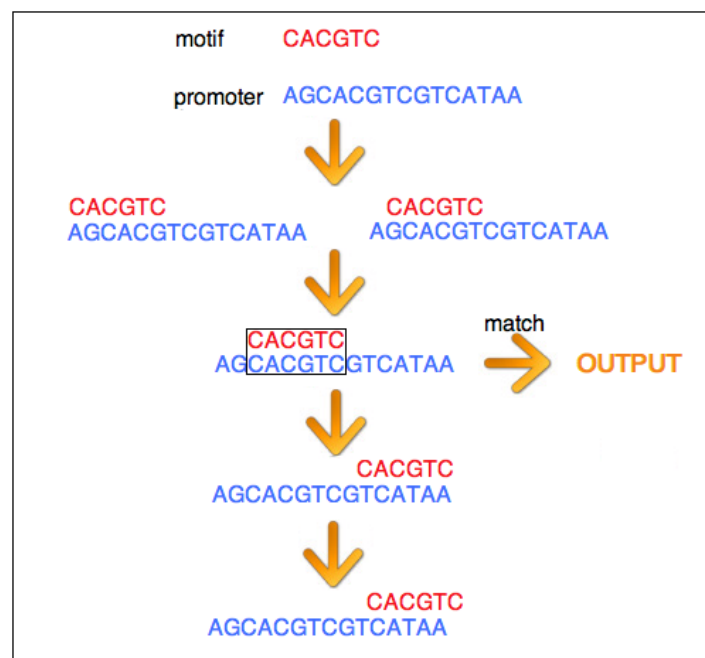 motif CACGTC
promoter AGCACGTCGTCATAA
CACGTC CACGTC
AGCACGTCGTCATAA AGCACGTCGTCATAA
match
CACGTC
AGCACGTCGTCATAA OUTPUT
CACGTC
AGCACGTCGTCATAA
CACGTC
AGCACGTCGTCATAA